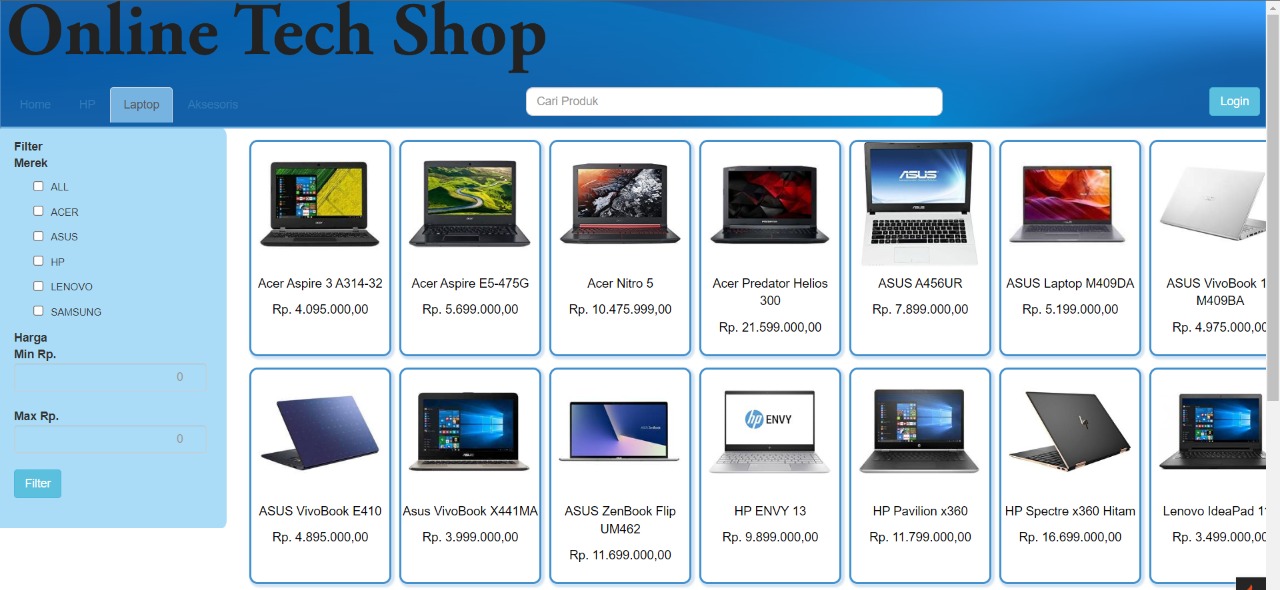 Online Tech Shop
Home HP Laptop Aksesoris
Cari Produk
Login
Filter
Merek
ALL
ACER
ASUS
HP
LENOVO
SAMSUNG
Harga
Min Rp.
0
Max Rp.
0
Filter
Acer Aspire 3 A314-32
Rp. 4.095.000,00
Acer Aspire E5-475G
Rp. 5.699.000,00
Acer Nitro 5
Rp. 10.475.999,00
PREDATOR
Acer Predator Helios
300
Rp. 21.599.000,00
ASUS
ASUS
ASUS A456UR
Rp. 7.899.000,00
ASUS Laptop M409DA
Rp. 5.199.000,00
ASUS VivoBook 1
M409BA
Rp. 4.975.000,00
ASUS VivoBook E410
Rp. 4.895.000,00
Asus VivoBook X441MA
Rp. 3.999.000,00
ASUS ZenBook Flip
UM462
Rp. 11.699.000,00
hp ENVY
HP ENVY 13
Rp. 9.899.000,00
HP Pavilion x360
Rp. 11.799.000,00
HP Spectre x360 Hitam
Rp. 16.699.000,00
Lenovo IdeaPad 1
Rp. 3.499.000,00